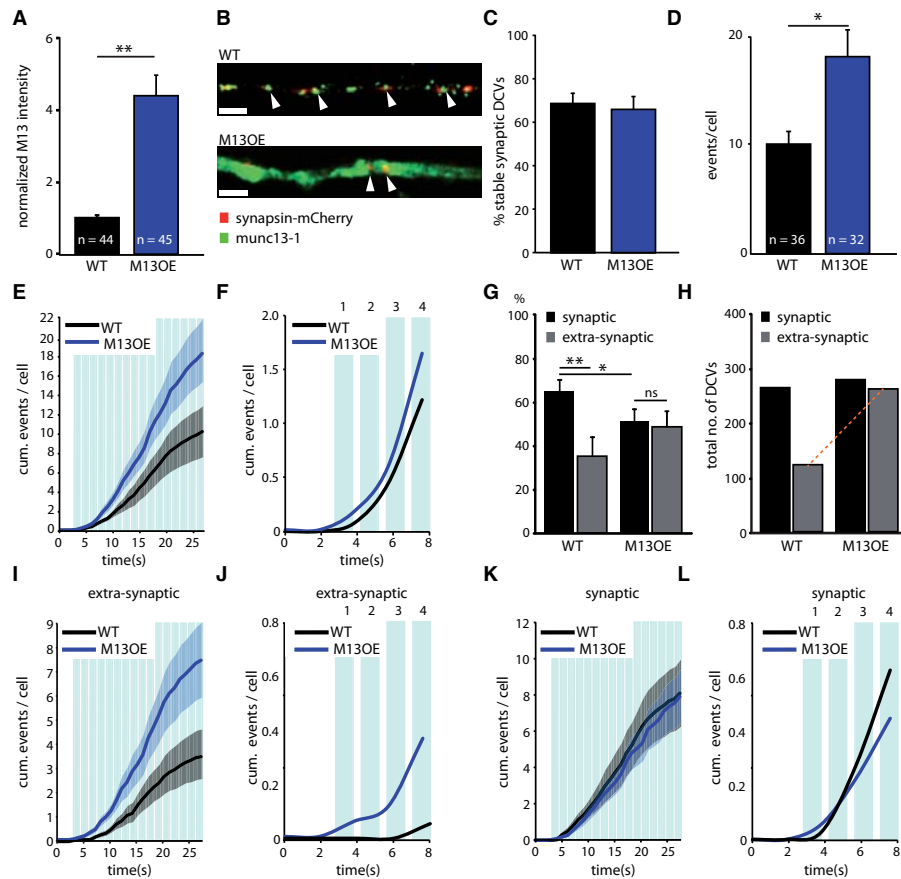 A
normalized M13 intensity
6
4
2
0
**
n = 44
n = 45
WT
M13OE
B
WT
M13OE
synapsin-mCherry
munc13-1
C
% stable synaptic DCVs
100
80
60
40
20
0
WT
M13OE
D
events/cell
20
10
0
*
n = 36
n = 32
WT
M13OE
E
cum. events / cell
22
20
18
16
14
12
10
8
6
4
2
0
WT
M13OE
0
5
10
15
20
25
time(s)
F
cum. events / cell
2.0
1.5
1.0
0.5
0
1
2
3
4
WT
M13OE
0
2
4
6
8
time(s)
G
%
100
80
60
40
20
0
synaptic
extra-synaptic
**
*
ns
WT
M13OE
H
total no. of DCVs
400
300
200
100
0
synaptic
extra-synaptic
WT
M13OE
I
extra-synaptic
cum. events / cell
9
8
7
6
5
4
3
2
1
0
WT
M13OE
0
5
10
15
20
25
time(s)
J
extra-synaptic
cum. events / cell
0.8
0.6
0.4
0.2
0
1
2
3
4
WT
M13OE
0
2
4
6
8
time(s)
K
synaptic
cum. events / cell
12
10
8
6
4
2
0
WT
M13OE
0
5
10
15
20
25
time(s)
L
synaptic
cum. events / cell
0.8
0.6
0.4
0.2
0
1
2
3
4
WT
M13OE
0
2
4
6
8
time(s)